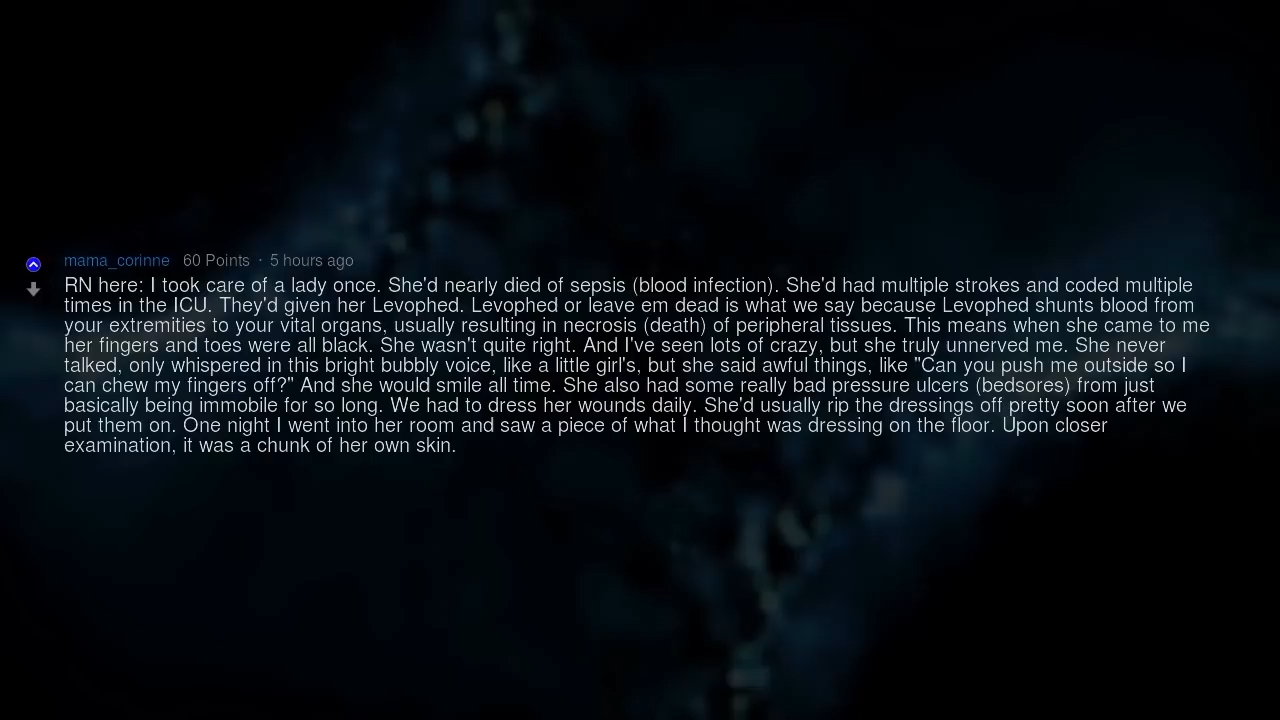 mama_corinne 60 Points · 5 hours ago
RN here: I took care of a lady once. She'd nearly died of sepsis (blood infection). She'd had multiple strokes and coded multiple
times in the ICU. They'd given her Levophed. Levophed or leave em dead is what we say because Levophed shunts blood from
your extremities to your vital organs, usually resulting in necrosis (death) of peripheral tissues. This means when she came to me
her fingers and toes were all black. She wasn't quite right. And I've seen lots of crazy, but she truly unnerved me. She never
talked, only whispered in this bright bubbly voice, like a little girl's, but she said awful things, like "Can you push me outside so I
can chew my fingers off?" And she would smile all time. She also had some really bad pressure ulcers (bedsores) from just
basically being immobile for so long. We had to dress her wounds daily. She'd usually rip the dressings off pretty soon after we
put them on. One night I went into her room and saw a piece of what I thought was dressing on the floor. Upon closer
examination, it was a chunk of her own skin.